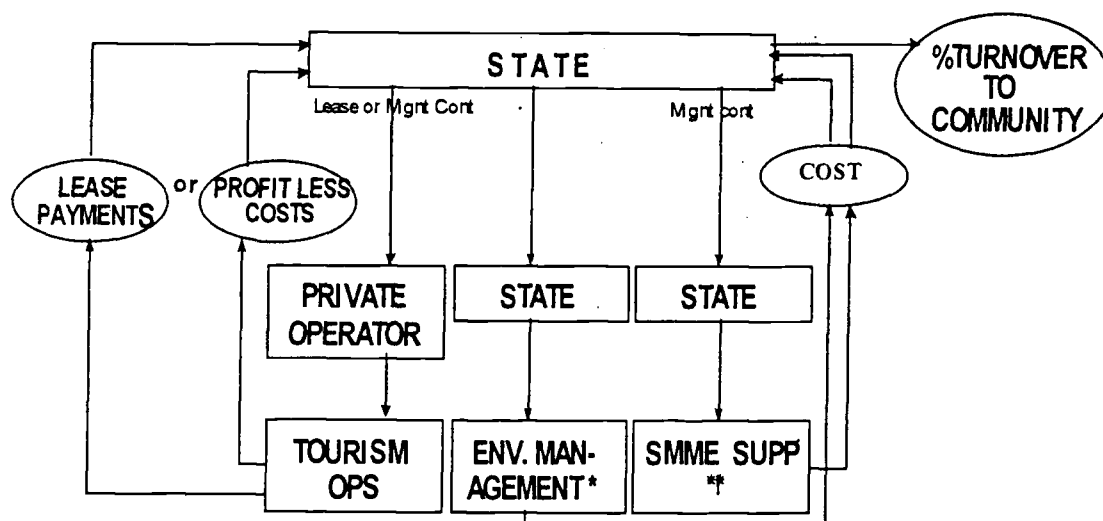 STATE
%TURNOVER
TO
COMMUNITY
Lease or Mgnt Cont
Mgnt cont
LEASE
PAYMENTS
or
PROFIT LESS
COSTS
COST
PRIVATE
OPERATOR
STATE
STATE
TOURISM
OPS
ENV. MAN-
AGEMENT*
SMME SUPP
**